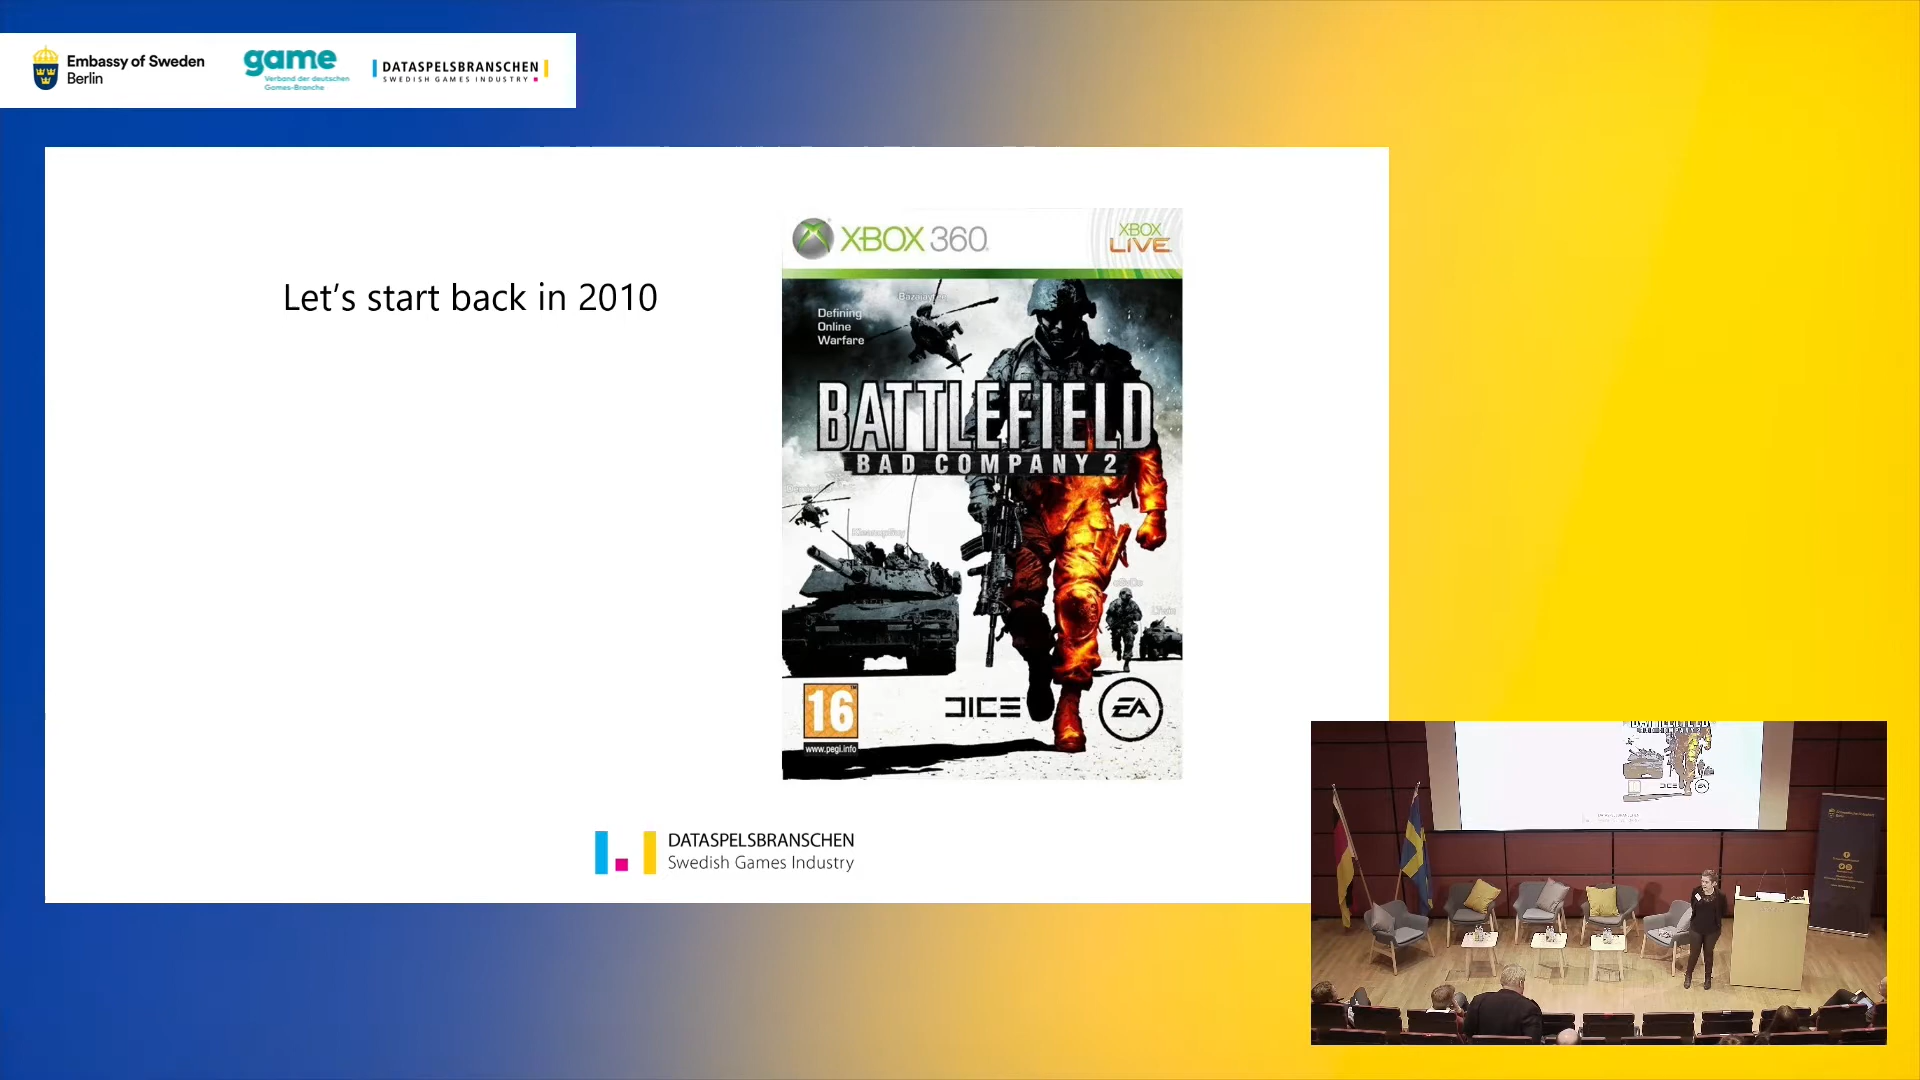 Embassy of Sweden
Berlin
game
Verband der deutschen
Games-Branche
DATASPELSBRANSCHEN
SWEDISH GAMES INDUSTRY
Let's start back in 2010
XBOX 360
XBOX
LIVE
Defining
Online
Warfare
BATTLEFIELD
BAD COMPANY 2
16
www.pegi.info
DICE
EA
DATASPELSBRANSCHEN
Swedish Games Industry